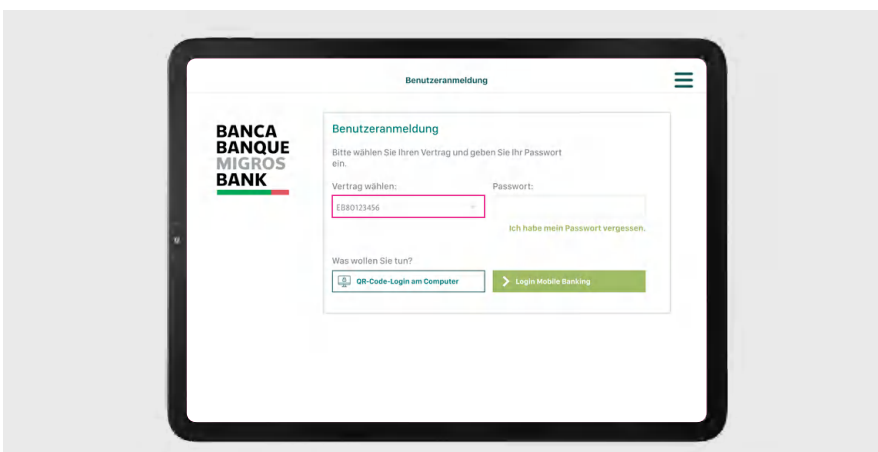 Benutzeranmeldung
BANCA
BANQUE
MIGROS
BANK
Benutzeranmeldung
Bitte wählen Sie Ihren Vertrag und geben Sie Ihr Passwort
ein.
Vertrag wählen:
Passwort:
EB80123456
Ich habe mein Passwort vergessen.
Was wollen Sie tun?
QR-Code-Login am Computer
Login Mobile Banking